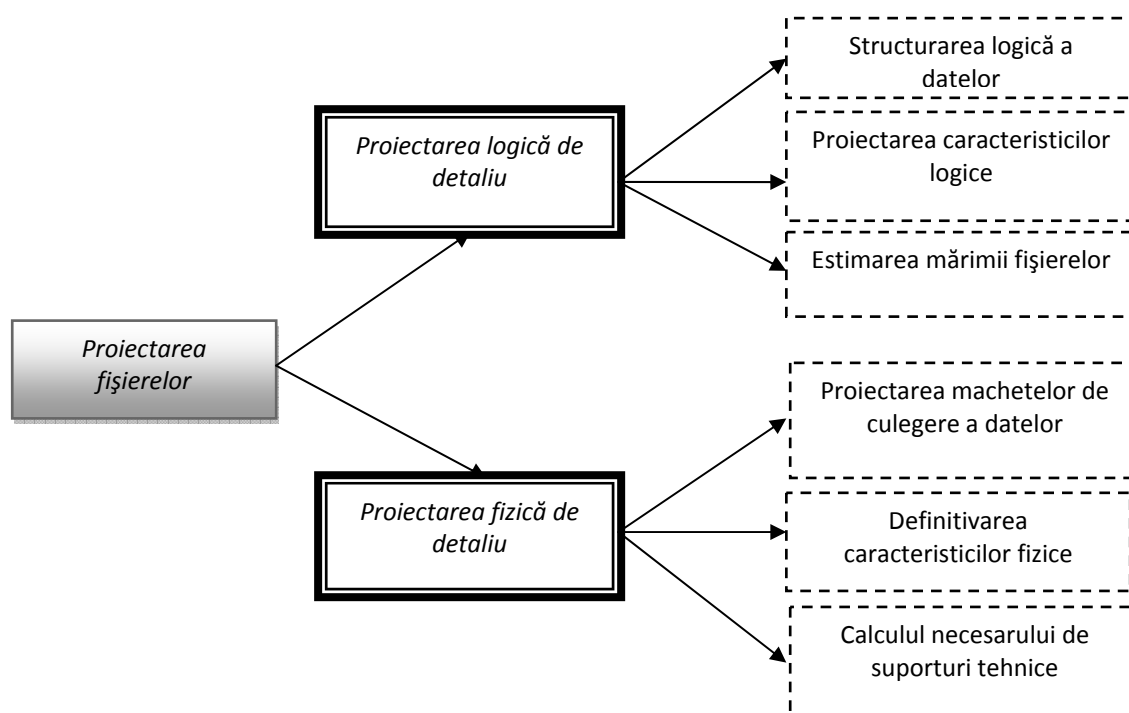 Structurarea logică a
datelor
Proiectarea logică de
detaliu
Proiectarea caracteristicilor
logice
Estimarea mărimii fişierelor
Proiectarea
fişierelor
Proiectarea machetelor de
culegere a datelor
Proiectarea fizică de
detaliu
Definitivarea
caracteristicilor fizice
Calculul necesarului de
suporturi tehnice